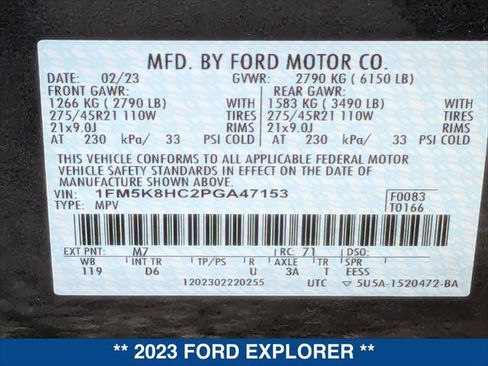 MFD. BY FORD MOTOR CO.
DATE: 02/23 GVWR: 2790 KG ( 6150 LB)
FRONT GAWR: REAR GAWR:
1266 KG ( 2790 LB) WITH 1583 KG ( 3490 LB) WITH
275/45R21 110W TIRES 275/45R21 110W TIRES
21x9.0J RIMS 21x9.0J RIMS
AT 230 kPa/ 33 PSI COLD AT 230 kPa/ 33 PSI COLD
THIS VEHICLE CONFORMS TO ALL APPLICABLE FEDERAL MOTOR
VEHICLE SAFETY STANDARDS IN EFFECT ON THE DATE OF
MANUFACTURE SHOWN ABOVE.
VIN: 1FM5K8HC2PGA47153 F0083
TYPE: MPV T0166
EXT PNT: M7 RC: 71 DSO:
WB INT TR TP/PS R AXLE TR SPR
119 D6 U 3A T EESS
1202302220255 UTC 5U5A-1520472-BA
** 2023 FORD EXPLORER **